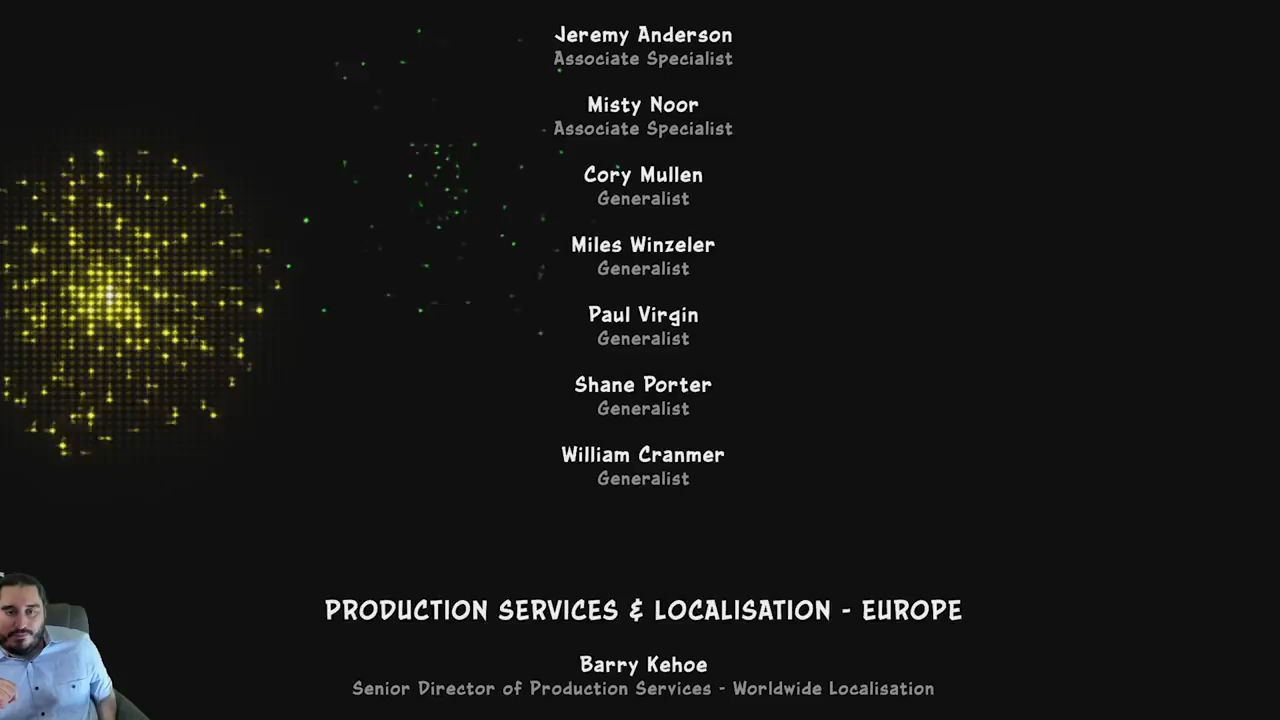 Jeremy Anderson
Associate Specialist
Misty Noor
Associate Specialist
Cory Mullen
Generalist
Miles Winzeler
Generalist
Paul Virgin
Generalist
Shane Porter
Generalist
William Cranmer
Generalist
PRODUCTION SERVICES & LOCALISATION - EUROPE
Barry Kehoe
Senior Director of Production Services - Worldwide Localisation